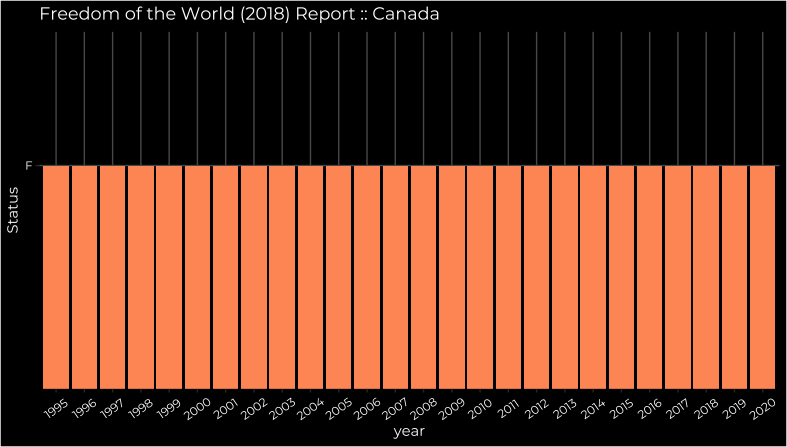 Freedom of the World (2018) Report :: Canada
F
Status
1995 1996 1997 1998 1999 2000 2001 2002 2003 2004 2005 2006 2007 2008 2009 2010 2011 2012 2013 2014 2015 2016 2017 2018 2019 2020
year